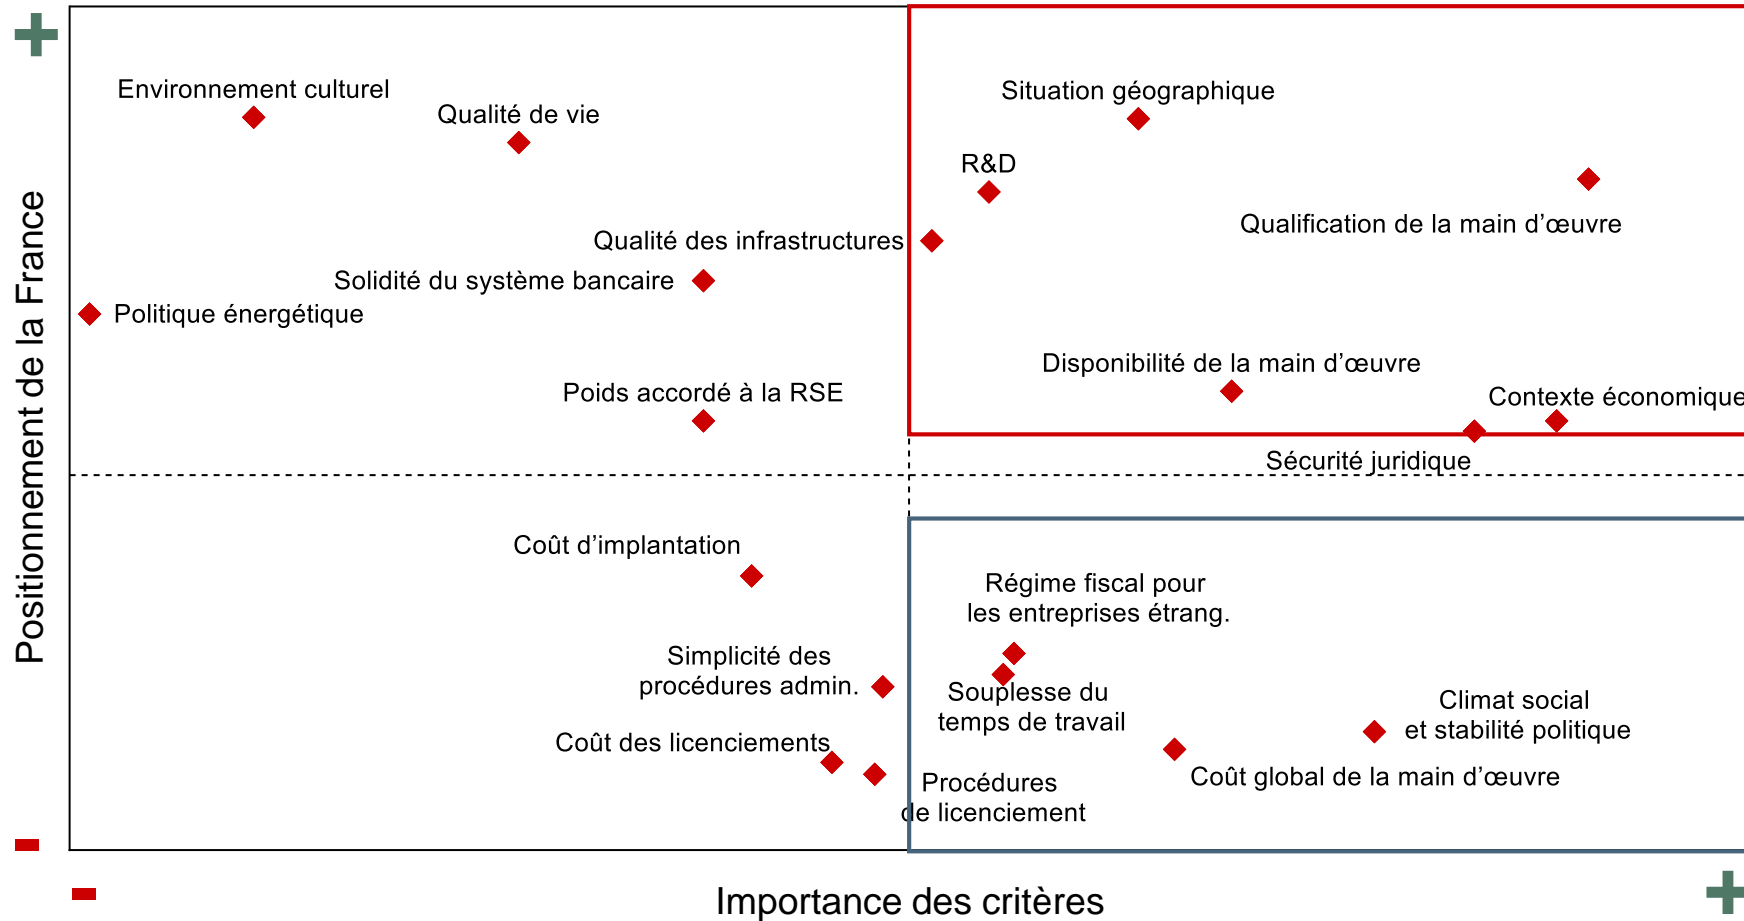 Environnement culturel
Qualité de vie
Situation géographique
R&D
Qualification de la main d’œuvre
Qualité des infrastructures
Solidité du système bancaire
Politique énergétique
Disponibilité de la main d’œuvre
Poids accordé à la RSE
Contexte économique
Sécurité juridique
Positionnement de la France
Coût d’implantation
Régime fiscal pour
les entreprises étrang.
Simplicité des
procédures admin.
Souplesse du
temps de travail
Climat social
et stabilité politique
Coût des licenciements
Coût global de la main d’œuvre
Procédures
de licenciement
Importance des critères